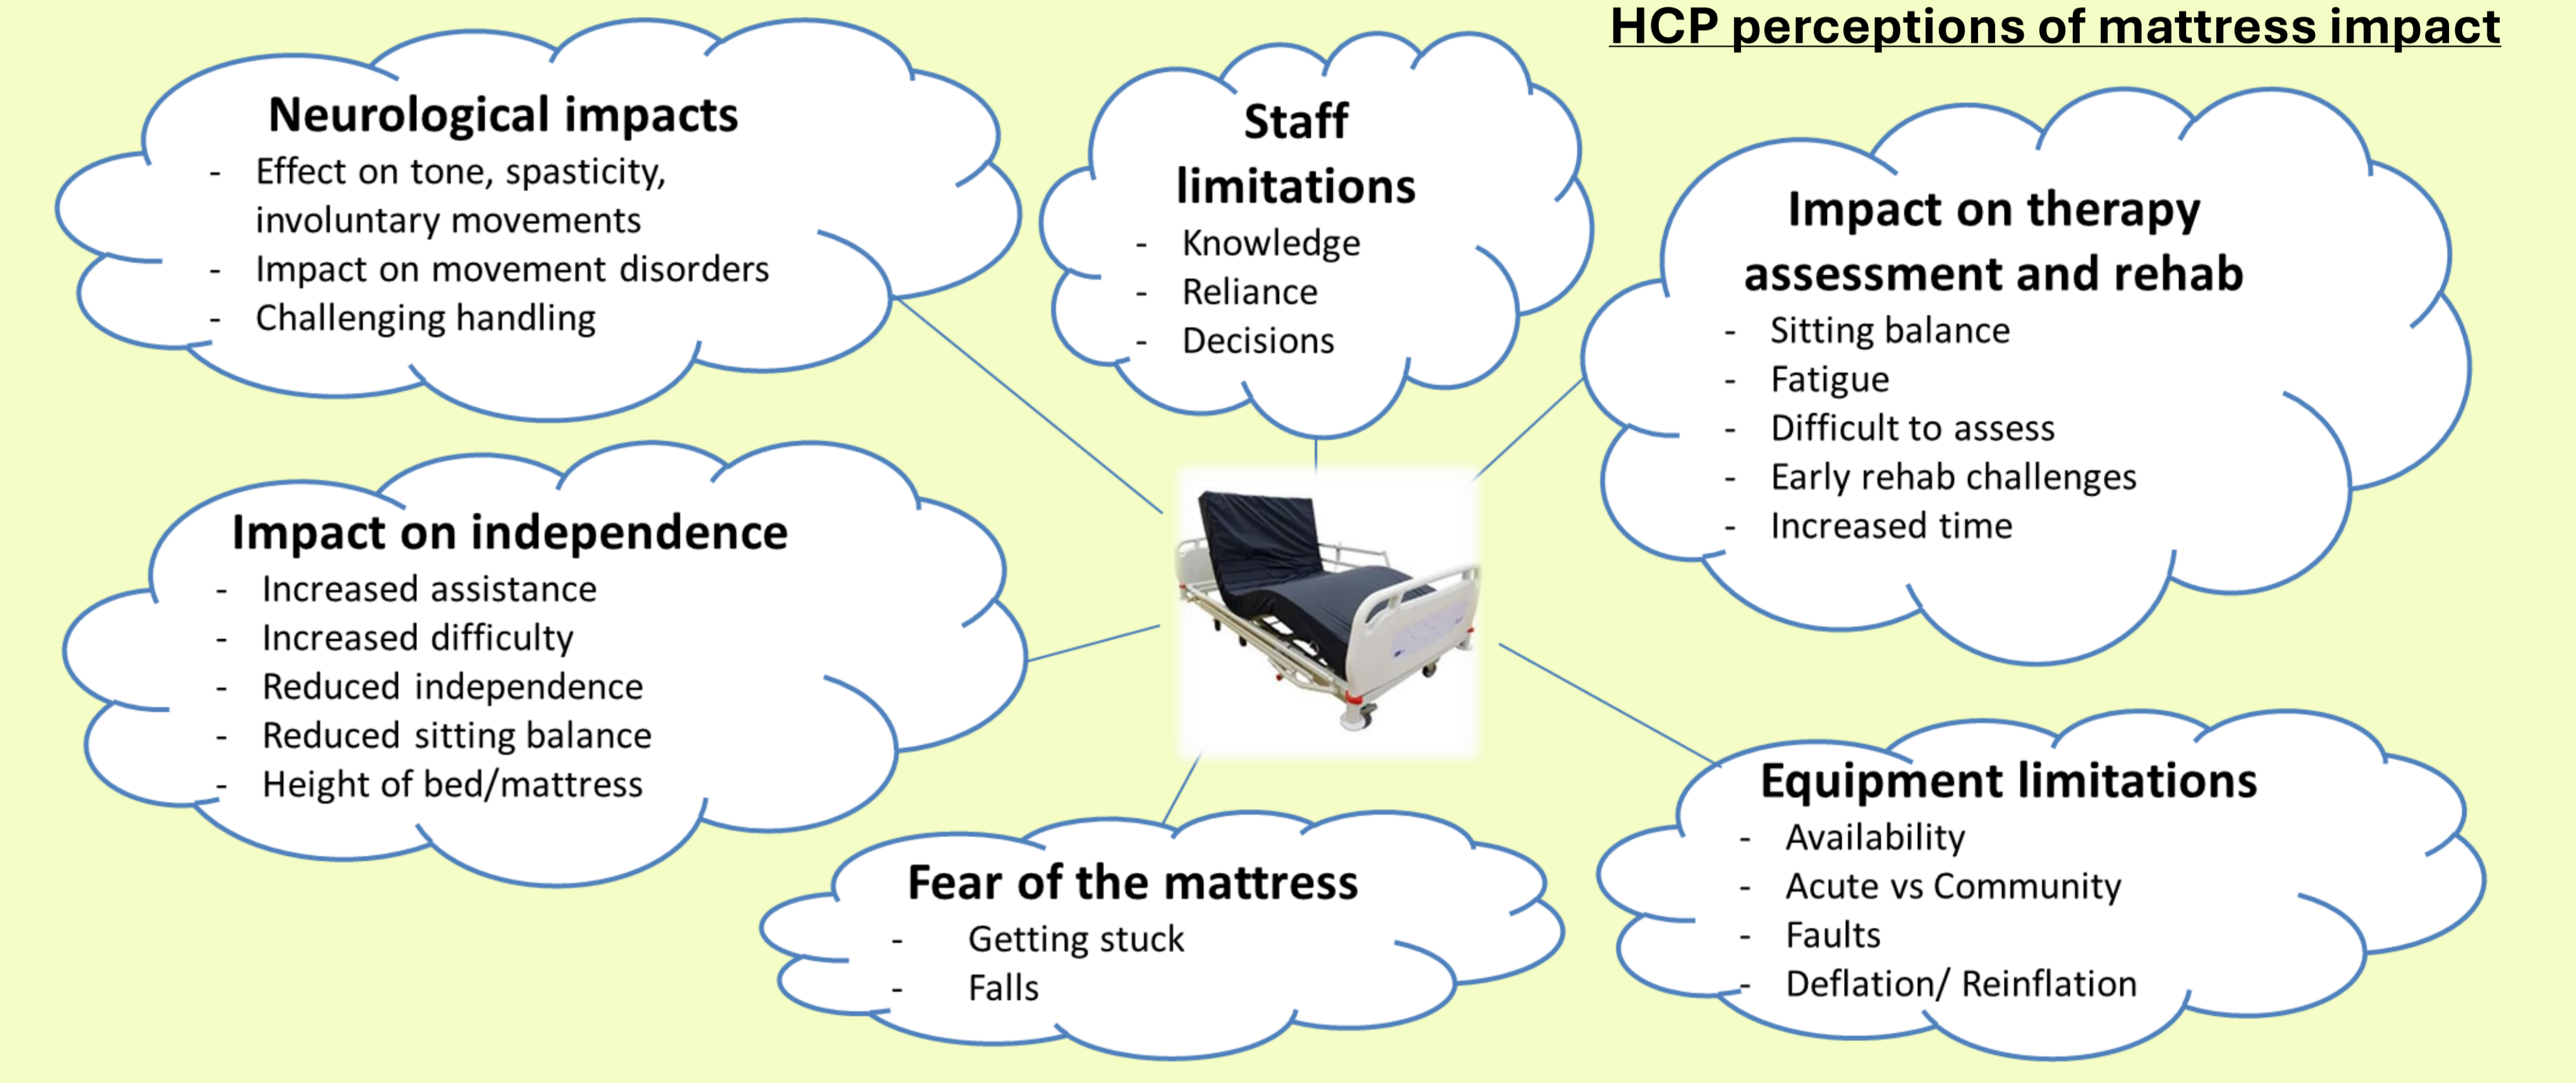 HCP perceptions of mattress impact
Neurological impacts
- Effect on tone, spasticity,
involuntary movements
- Impact on movement disorders
- Challenging handling
Staff
limitations
- Knowledge
- Reliance
- Decisions
Impact on therapy
assessment and rehab
- Sitting balance
- Fatigue
- Difficult to assess
- Early rehab challenges
- Increased time
Impact on independence
- Increased assistance
- Increased difficulty
- Reduced independence
- Reduced sitting balance
- Height of bed/mattress
Fear of the mattress
- Getting stuck
- Falls
Equipment limitations
- Availability
- Acute vs Community
- Faults
- Deflation/ Reinflation